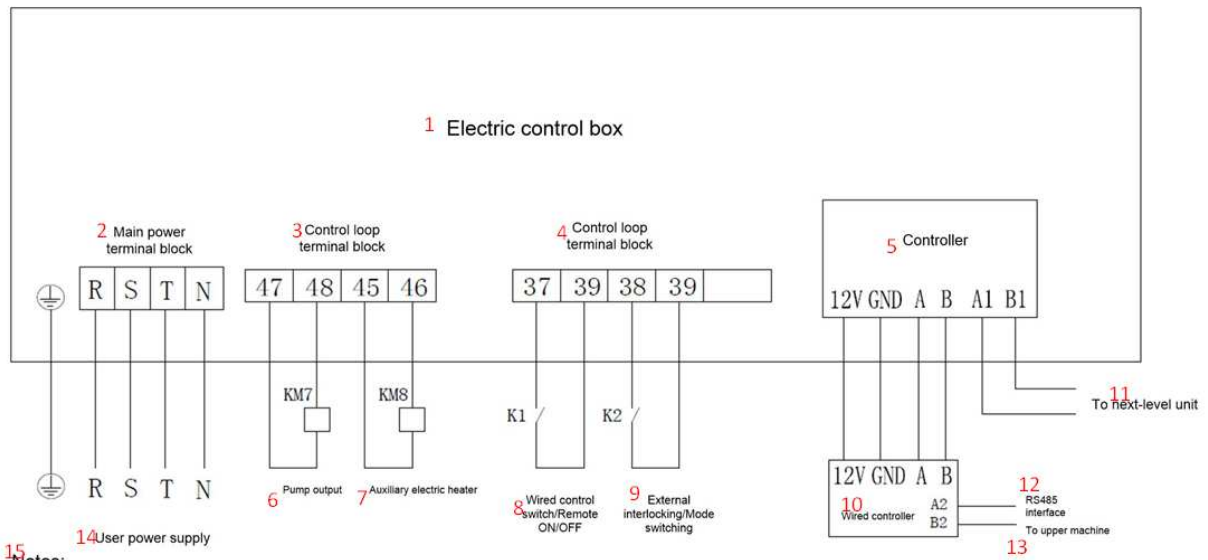 1 Electric control box
2 Main power
terminal block
3 Control loop
terminal block
4 Control loop
terminal block
5 Controller
R S T N
47 48 45 46
37 39 38 39
12V GND A B A1 B1
KM7
KM8
K1
K2
11
To next-level unit
R S T N
6 Pump output
7 Auxiliary electric heater
8 Wired control
switch/Remote
ON/OFF
9 External
interlocking/Mode
switching
12V GND A B
10 Wired controller
A2
B2
12
RS485
interface
To upper machine
13
14 User power supply
15
Notes: